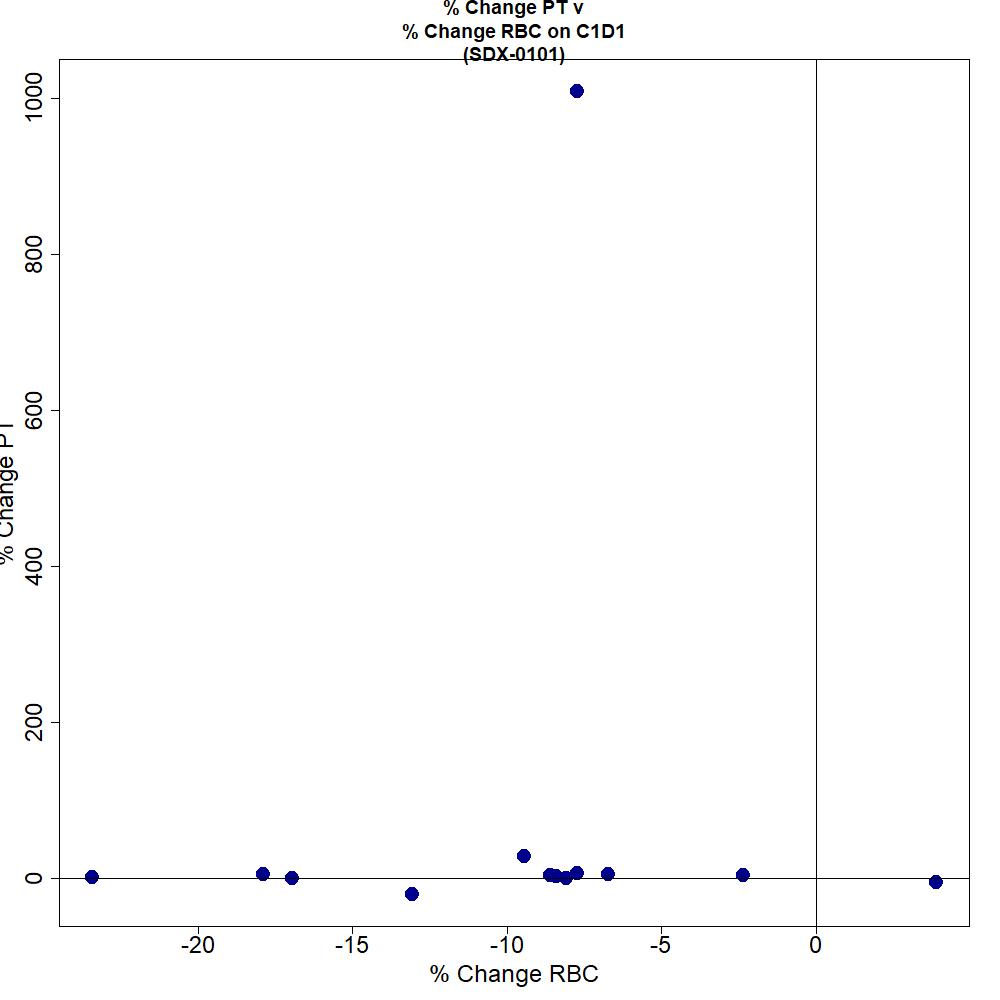 % Change PT v
% Change RBC on C1D1
(SDX-0101)
% Change PT
1000
800
600
400
200
0
-20
-15
-10
-5
0
% Change RBC